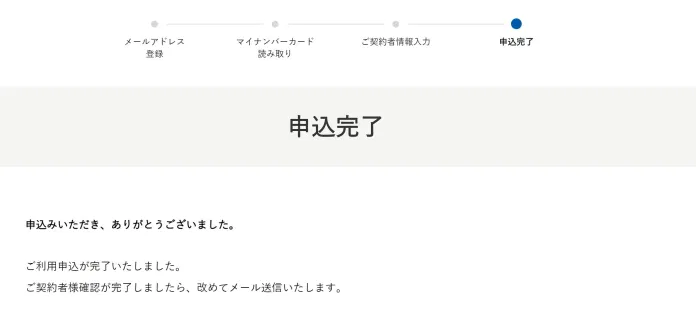 メールアドレス
登録
マイナンバーカード
読み取り
ご契約者情報入力
申込完了
申込完了
申込みいただき、ありがとうございました。
ご利用申込が完了いたしました。
ご契約者様確認が完了しましたら、改めてメール送信いたします。